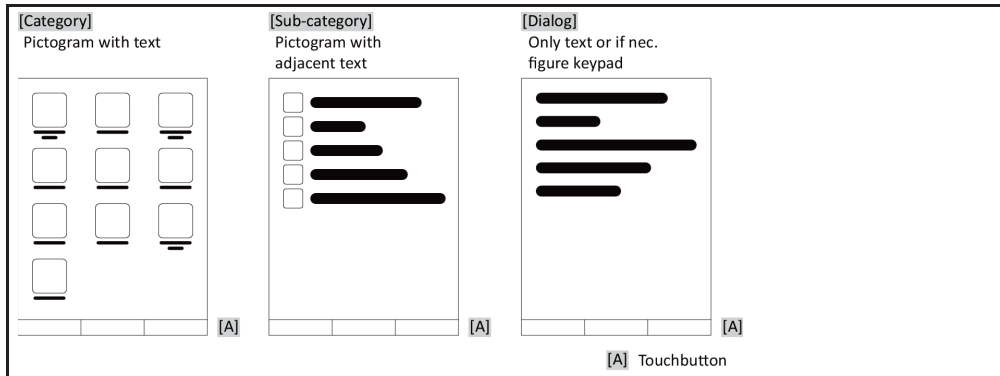 [Category]
Pictogram with text
[Sub-category]
Pictogram with
adjacent text
[Dialog]
Only text or if nec.
figure keypad
[A]
[A]
[A]
[A] Touchbutton